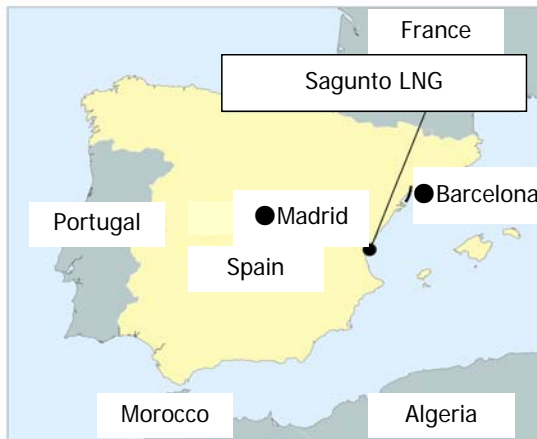 France
Sagunto LNG
Barcelona
Madrid
Portugal
Spain
Morocco
Algeria